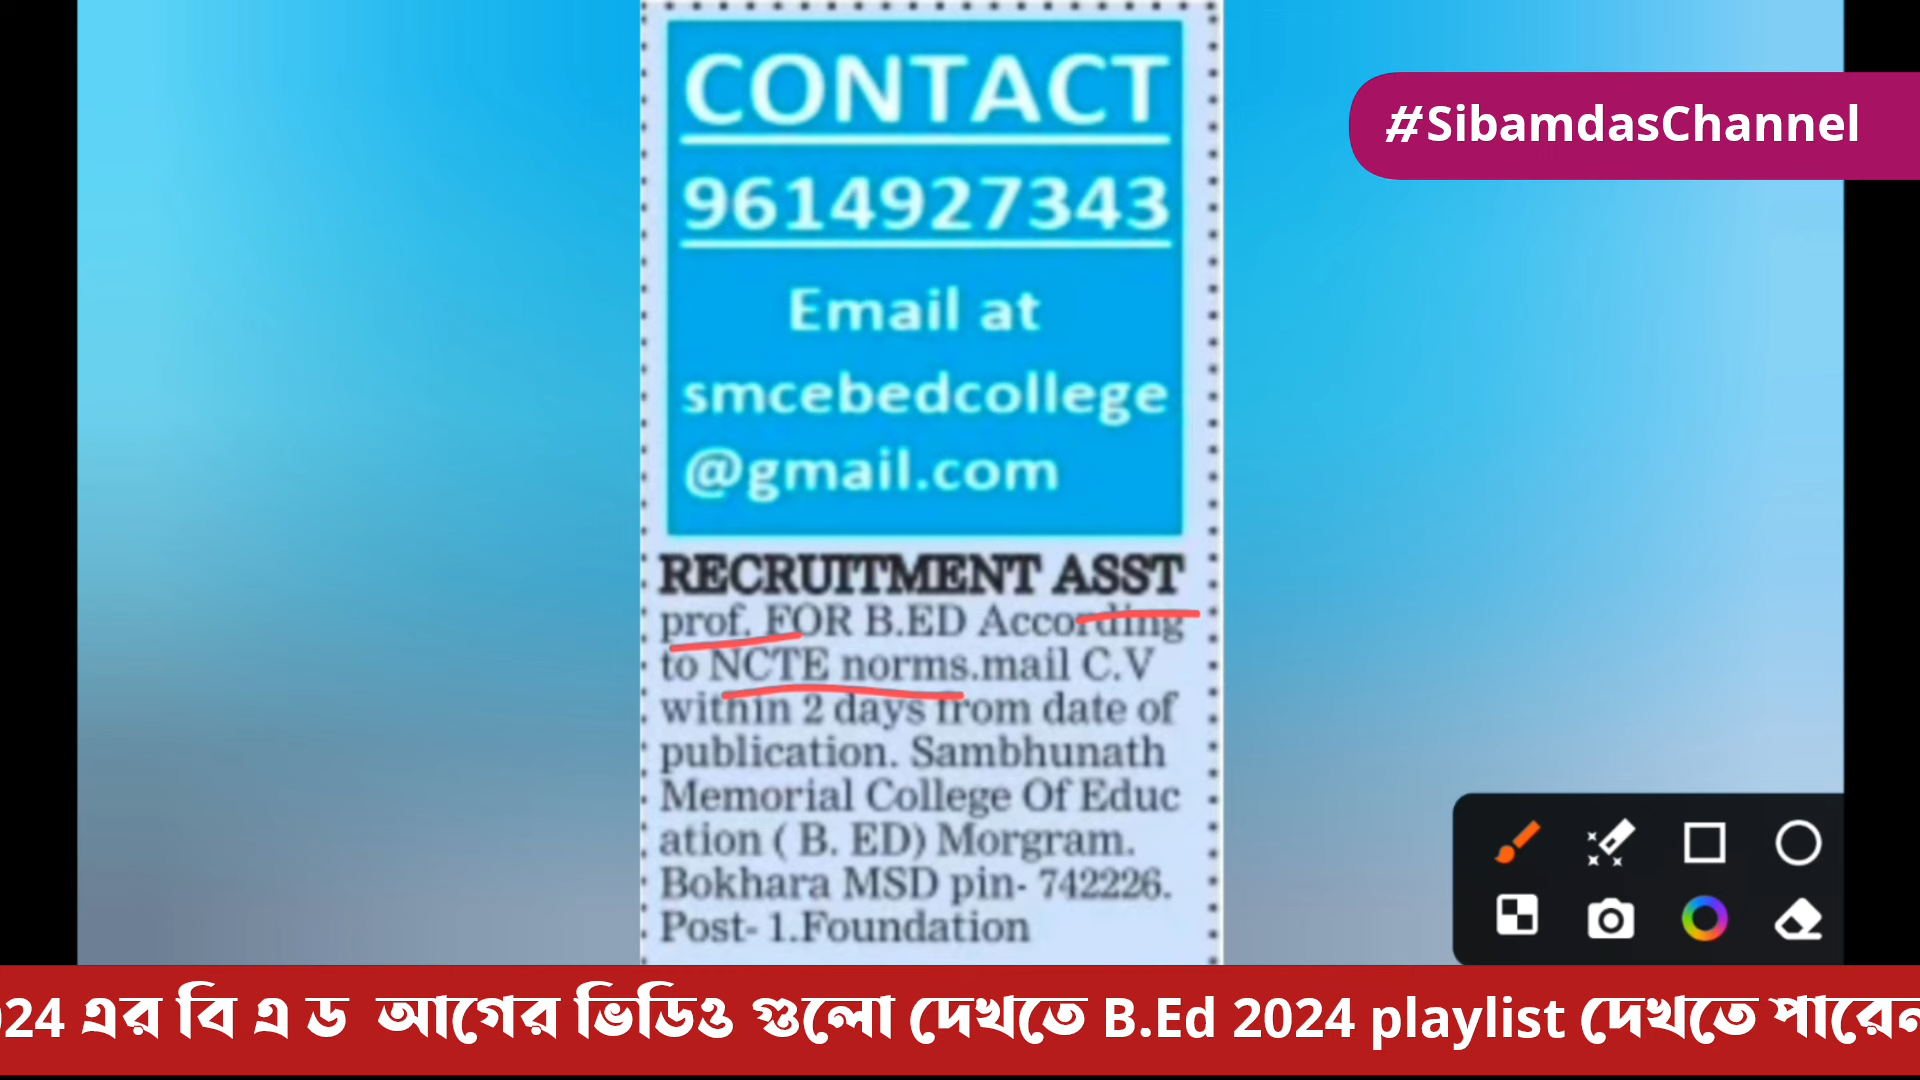 CONTACT
9614927343
Email at
smcebedcollege
@gmail.com
#SibamdasChannel
RECRUITMENT ASST
prof. FOR B.ED According
to NCTE norms.mail C.V
within 2 days from date of
publication. Sambhunath
Memorial College Of Educ
ation ( B. ED) Morgram.
Bokhara MSD pin- 742226.
Post- 1.Foundation
024 এর বি এ ড আগের ভিডিও গুলো দেখতে B.Ed 2024 playlist দেখতে পারেন